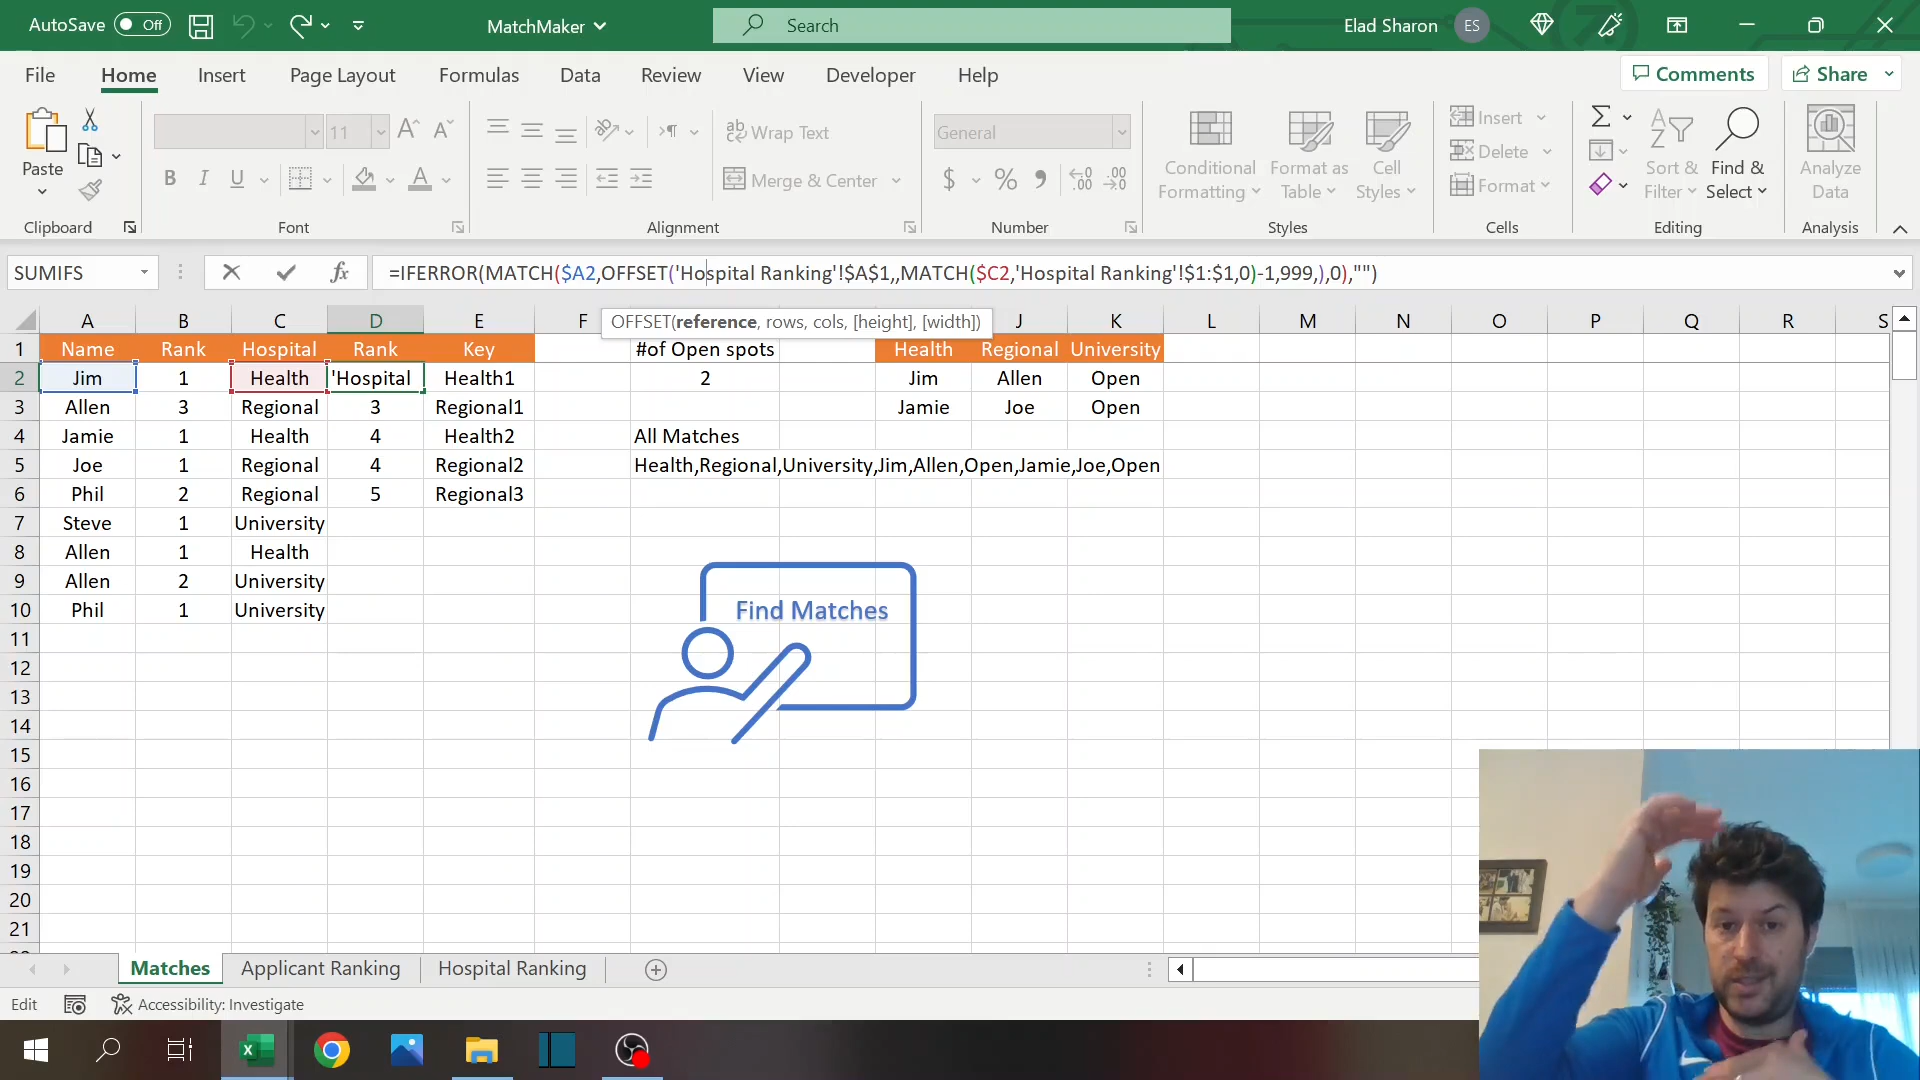 AutoSave Off MatchMaker Search Elad Sharon ES
File Home Insert Page Layout Formulas Data Review View Developer Help Comments Share
Paste
Clipboard
11
B I U A
Font
ab Wrap Text
Merge & Center
Alignment
General
$ %
Number
Conditional Formatting
Format as Table
Cell Styles
Styles
Insert
Delete
Format
Cells
Sort & Filter
Find & Select
Editing
Analyze Data
Analysis
SUMIFS fx =IFERROR(MATCH($A2,OFFSET('Hospital Ranking'!$A$1,,MATCH($C2,'Hospital Ranking'!$1:$1,0)-1,999,),0),"")
OFFSET(reference, rows, cols, [height], [width])
A B C D E F J K L M N O P Q R S
1 Name Rank Hospital Rank Key #of Open spots Health Regional University
2 Jim 1 Health 'Hospital Health1 2 Jim Allen Open
3 Allen 3 Regional 3 Regional1 Jamie Joe Open
4 Jamie 1 Health 4 Health2 All Matches
5 Joe 1 Regional 4 Regional2 Health,Regional,University,Jim,Allen,Open,Jamie,Joe,Open
6 Phil 2 Regional 5 Regional3
7 Steve 1 University
8 Allen 1 Health
9 Allen 2 University
10 Phil 1 University
Find Matches
11
12
13
14
15
16
17
18
19
20
21
Matches Applicant Ranking Hospital Ranking
Edit Accessibility: Investigate